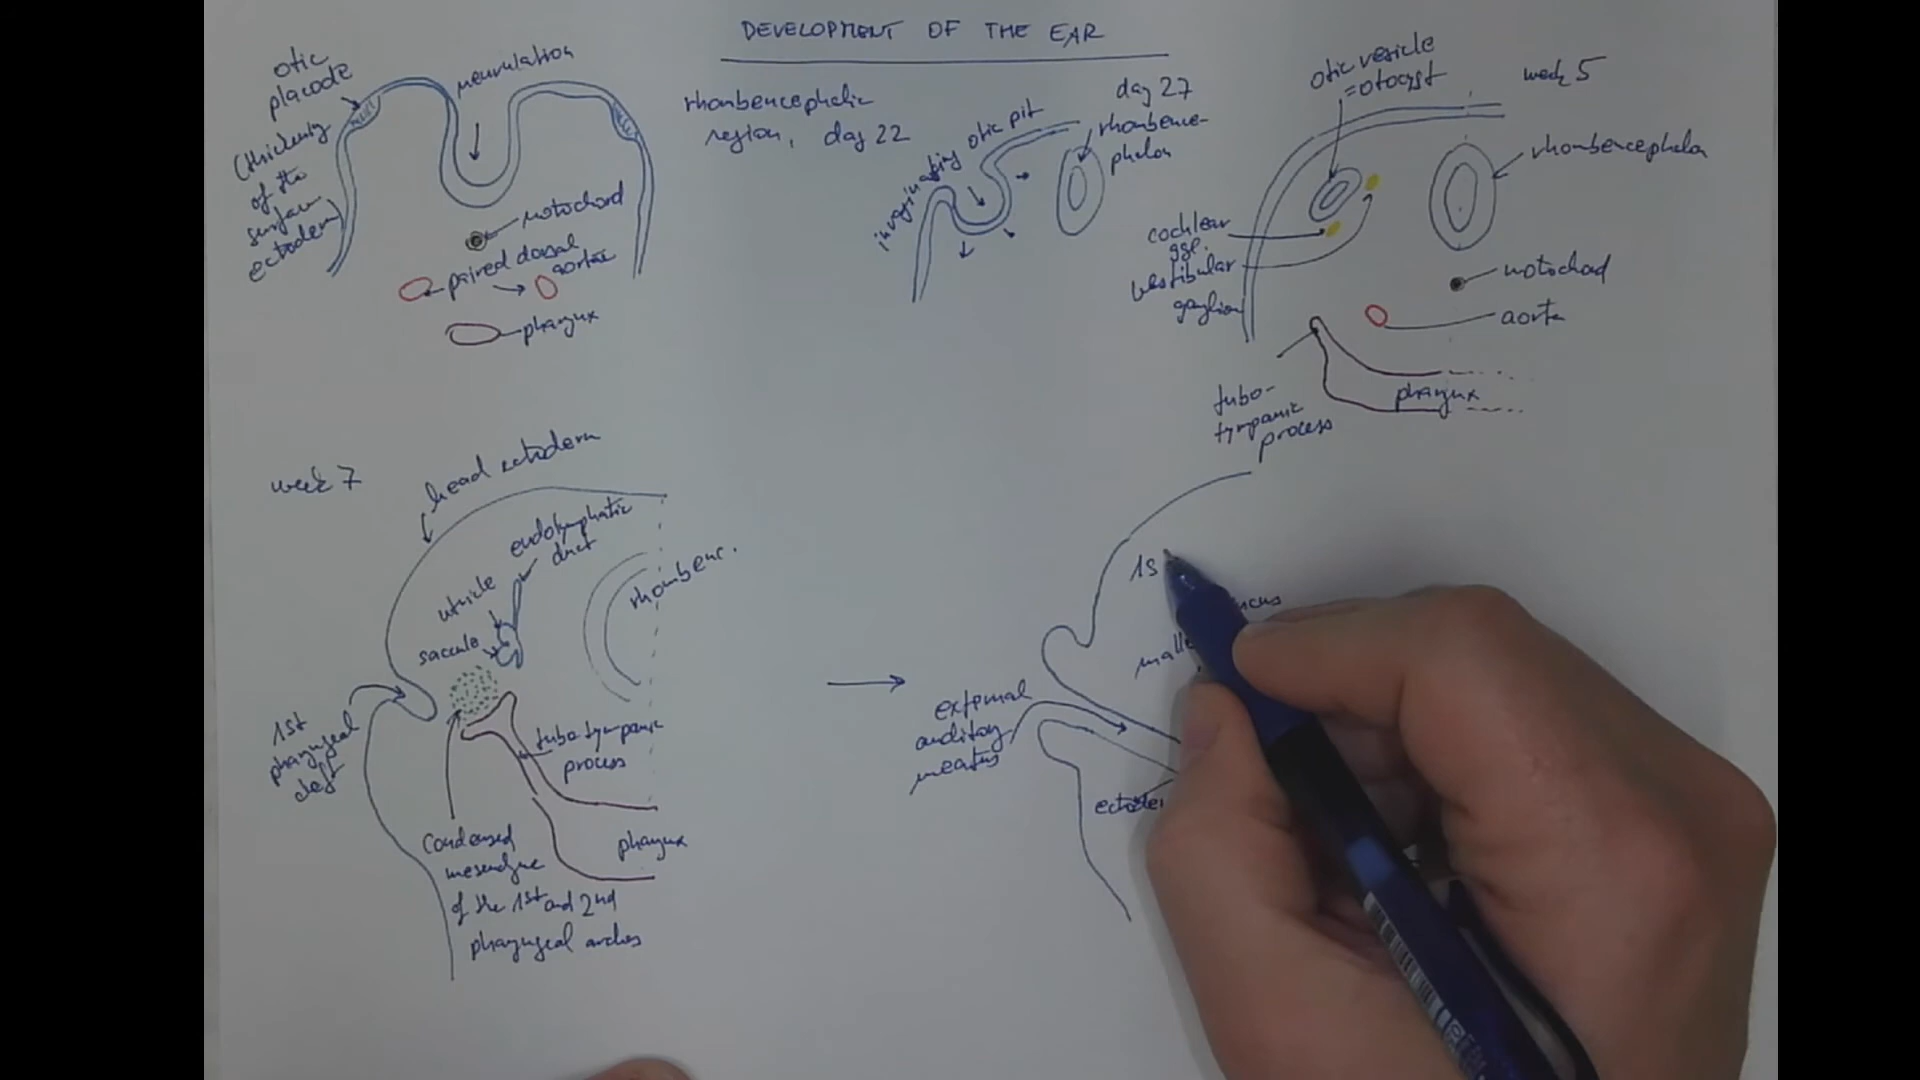 DEVELOPMENT OF THE EAR
otic
placode
(thickening
of the
surface
ectoderm)
neurulation
rhombencephalic
region, day 22
notochord
paired dorsal
aortae
pharynx
day 27
invaginating otic pit
rhombence-
phalon
week 5
otic vesicle
=otocyst
rhombencephalon
cochlear
ggl.
vestibular
ganglion
notochord
aorta
tubo-
tympanic
process
pharynx
week 7
head ectoderm
endolymphatic
duct
utricle
saccule
rhombenc.
1st
pharyngeal
cleft
tubo tympanic
process
pharynx
Condensed
mesenchyme
of the 1st and 2nd
pharyngeal arches
1s
external
auditory
meatus